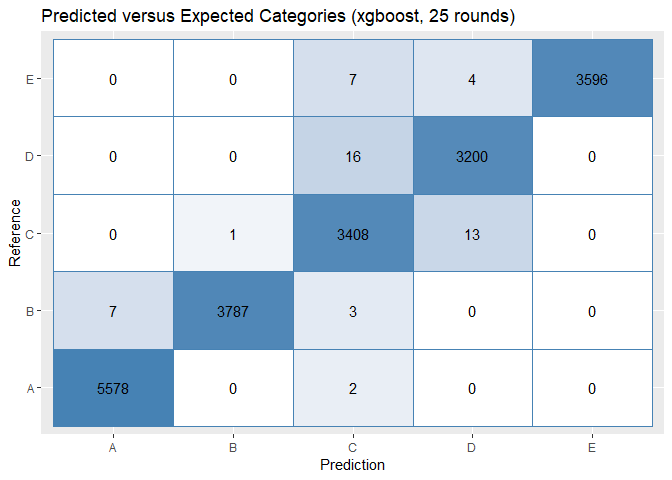 Predicted versus Expected Categories (xgboost, 25 rounds)
E 0 0 7 4 3596
D 0 0 16 3200 0
C 0 1 3408 13 0
B 7 3787 3 0 0
A 5578 0 2 0 0
Reference
A B C D E
Prediction